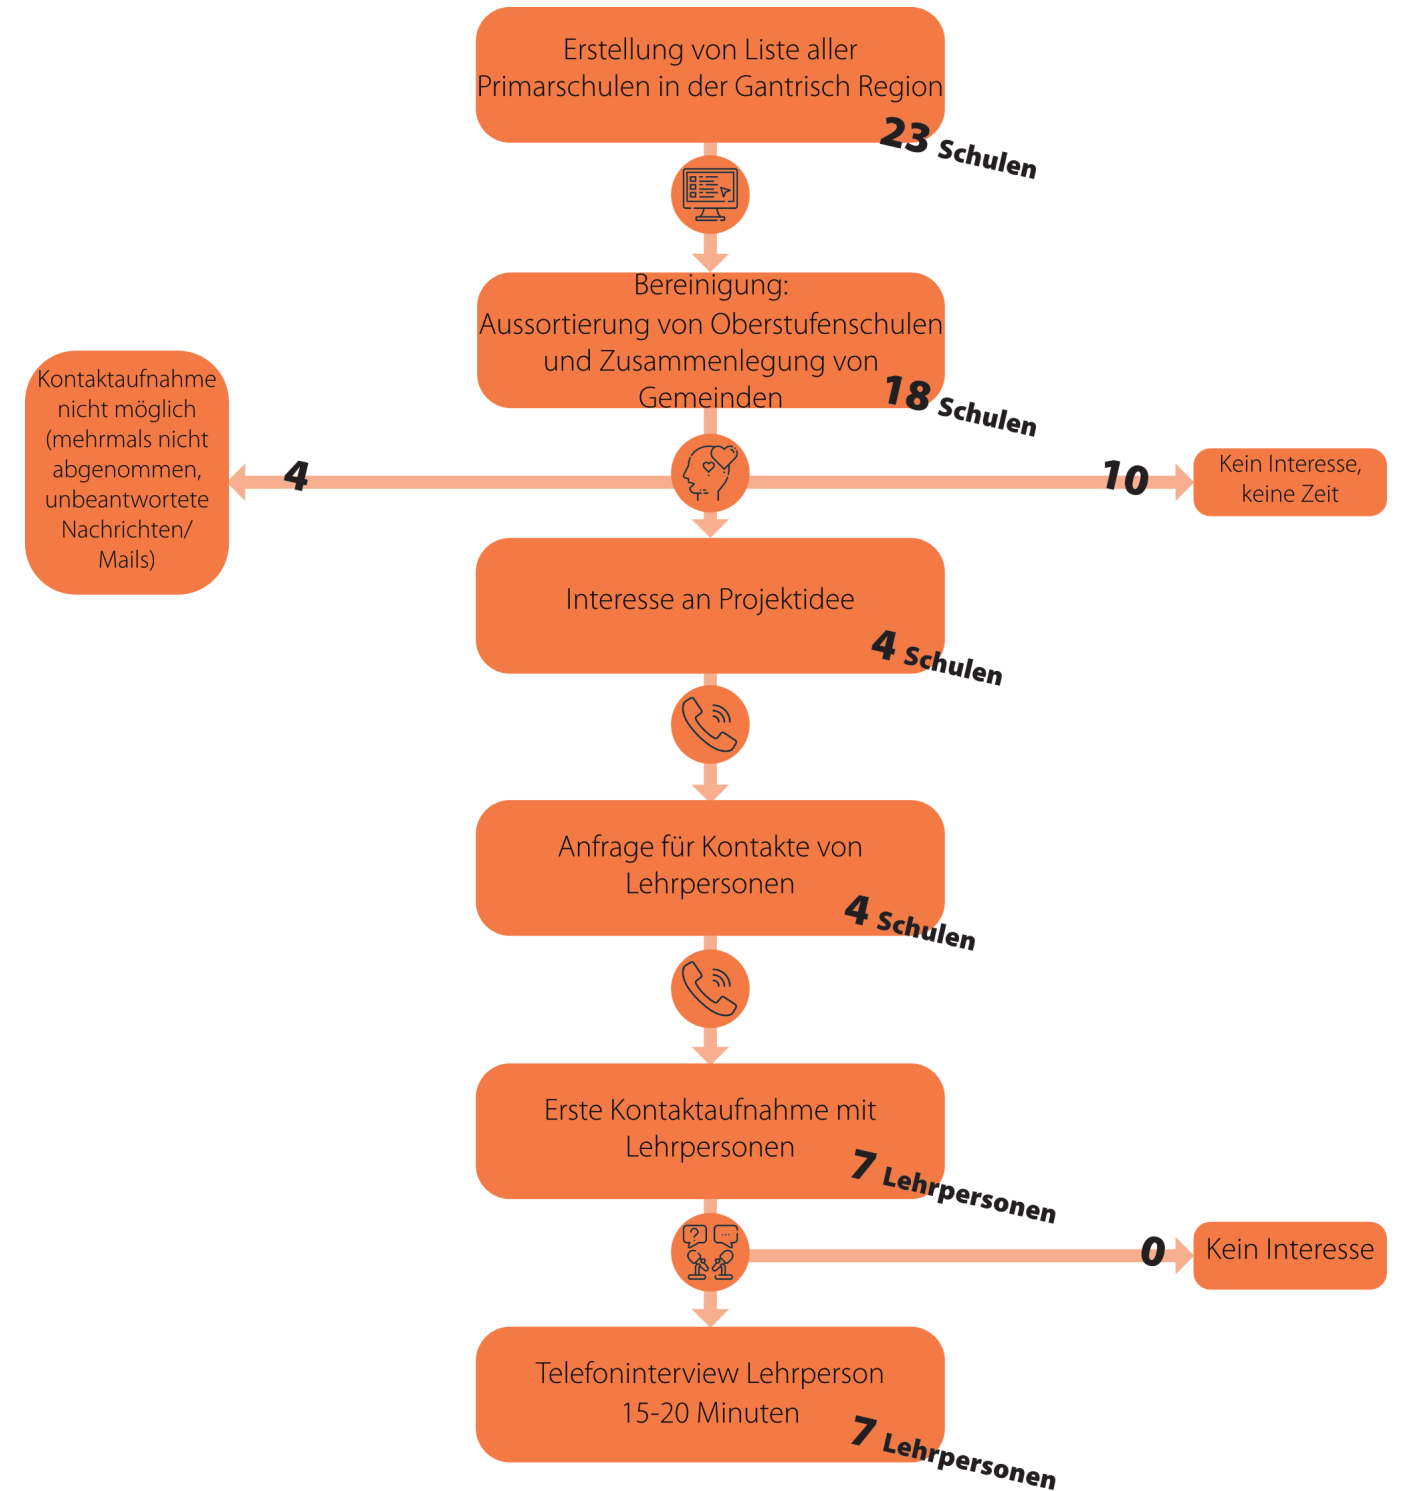 Erstellung von Liste aller
Primarschulen in der Gantrisch Region
23 Schulen
Bereinigung:
Aussortierung von Oberstufenschulen
und Zusammenlegung von
Gemeinden
18 Schulen
Kontaktaufnahme
nicht möglich
(mehrmals nicht
abgenommen,
unbeantwortete
Nachrichten/
Mails)
4
10
Kein Interesse,
keine Zeit
Interesse an Projektidee
4 Schulen
Anfrage für Kontakte von
Lehrpersonen
4 Schulen
Erste Kontaktaufnahme mit
Lehrpersonen
7 Lehrpersonen
0
Kein Interesse
Telefoninterview Lehrperson
15-20 Minuten
7 Lehrpersonen